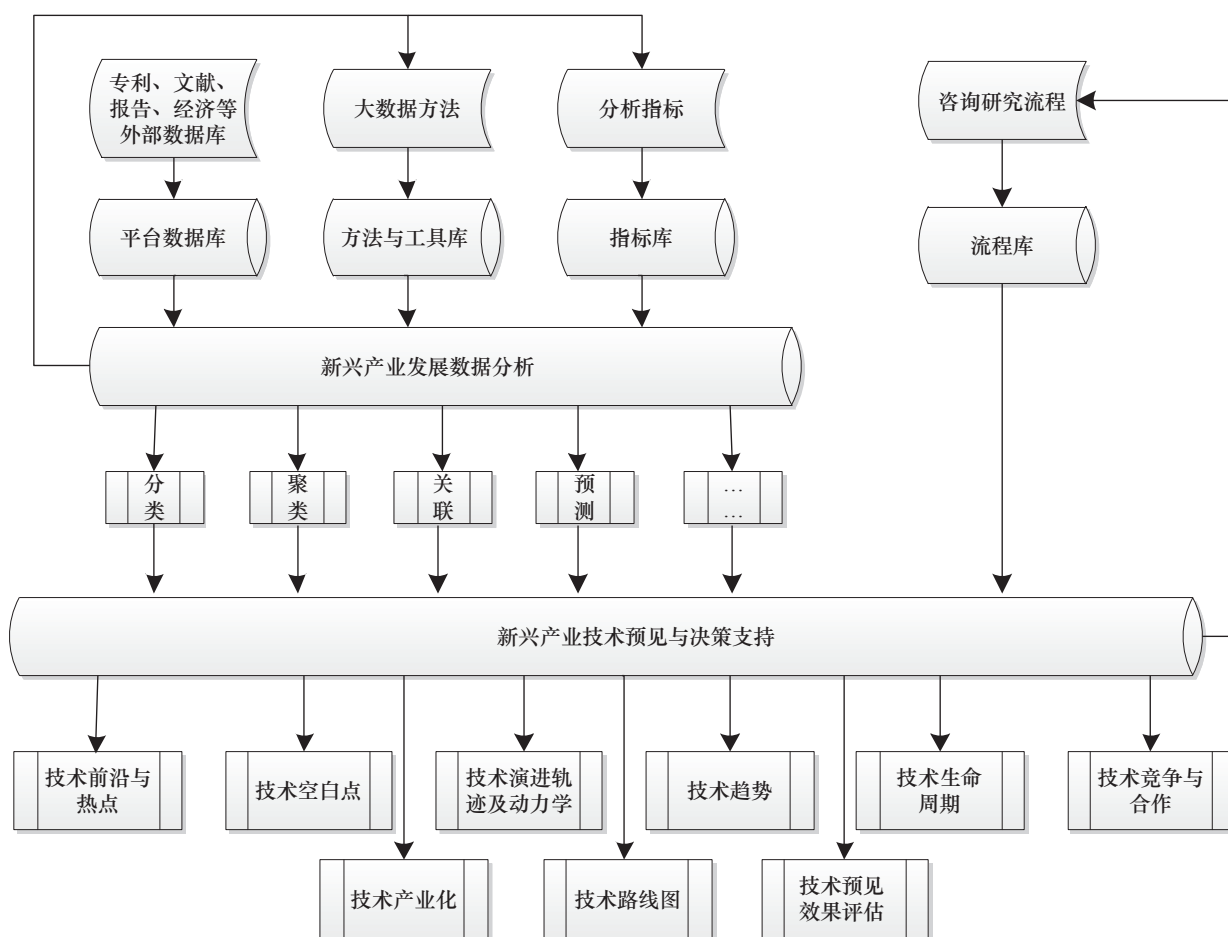 专利、文献、
报告、经济等
外部数据库
大数据方法
分析指标
咨询研究流程
平台数据库
方法与工具库
指标库
流程库
新兴产业发展数据分析
分
类
聚
类
关
联
预
测
…
…
新兴产业技术预见与决策支持
技术前沿与
热点
技术空白点
技术演进轨
迹及动力学
技术趋势
技术生命
周期
技术竞争与
合作
技术产业化
技术路线图
技术预见
效果评估